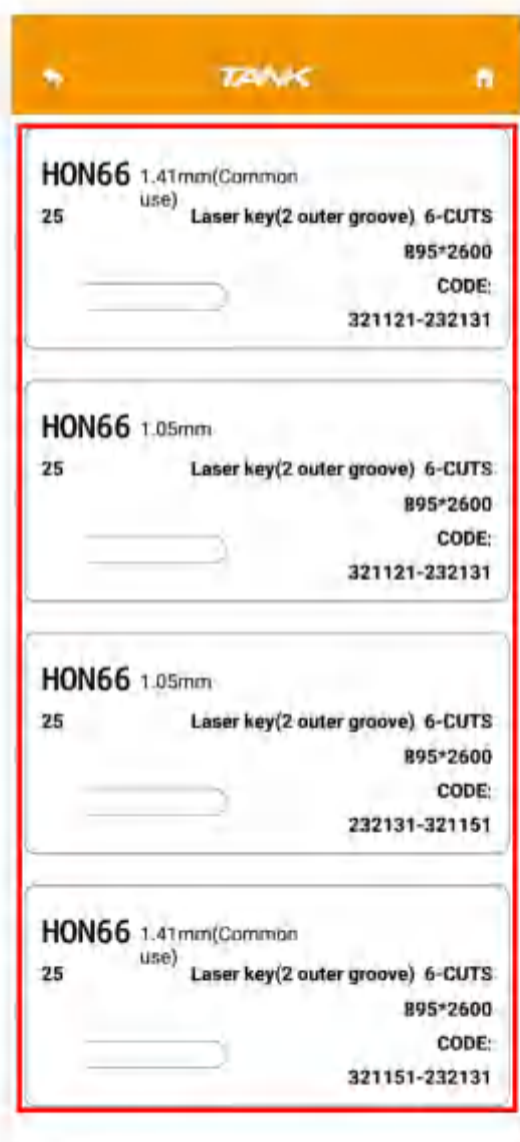 TANK
HON66 1.41mm(Common
use)
25 Laser key(2 outer groove) 6-CUTS
895*2600
CODE:
321121-232131
HON66 1.05mm
25 Laser key(2 outer groove) 6-CUTS
895*2600
CODE:
321121-232131
HON66 1.05mm
25 Laser key(2 outer groove) 6-CUTS
895*2600
CODE:
232131-321151
HON66 1.41mm(Common
use)
25 Laser key(2 outer groove) 6-CUTS
895*2600
CODE:
321151-232131